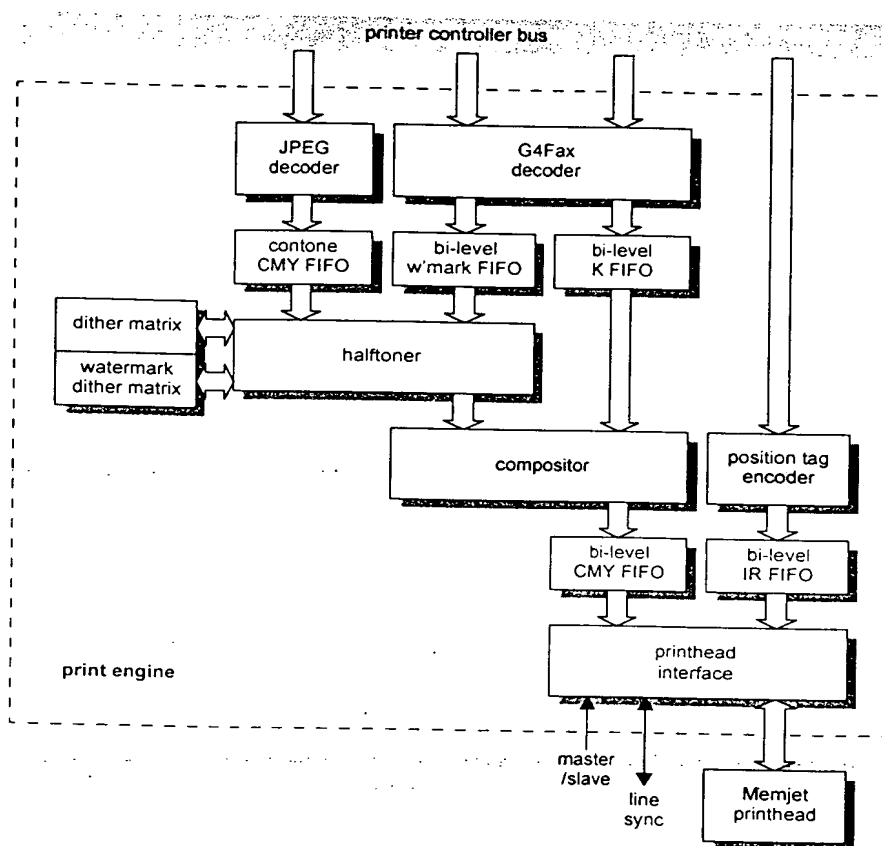 printer controller bus
JPEG
decoder
G4Fax
decoder
contone
CMY FIFO
bi-level
w'mark FIFO
bi-level
K FIFO
dither matrix
watermark
dither matrix
halftoner
compositor
position tag
encoder
bi-level
CMY FIFO
bi-level
IR FIFO
printhead
interface
print engine
master
/slave
line
sync
Memjet
printhead